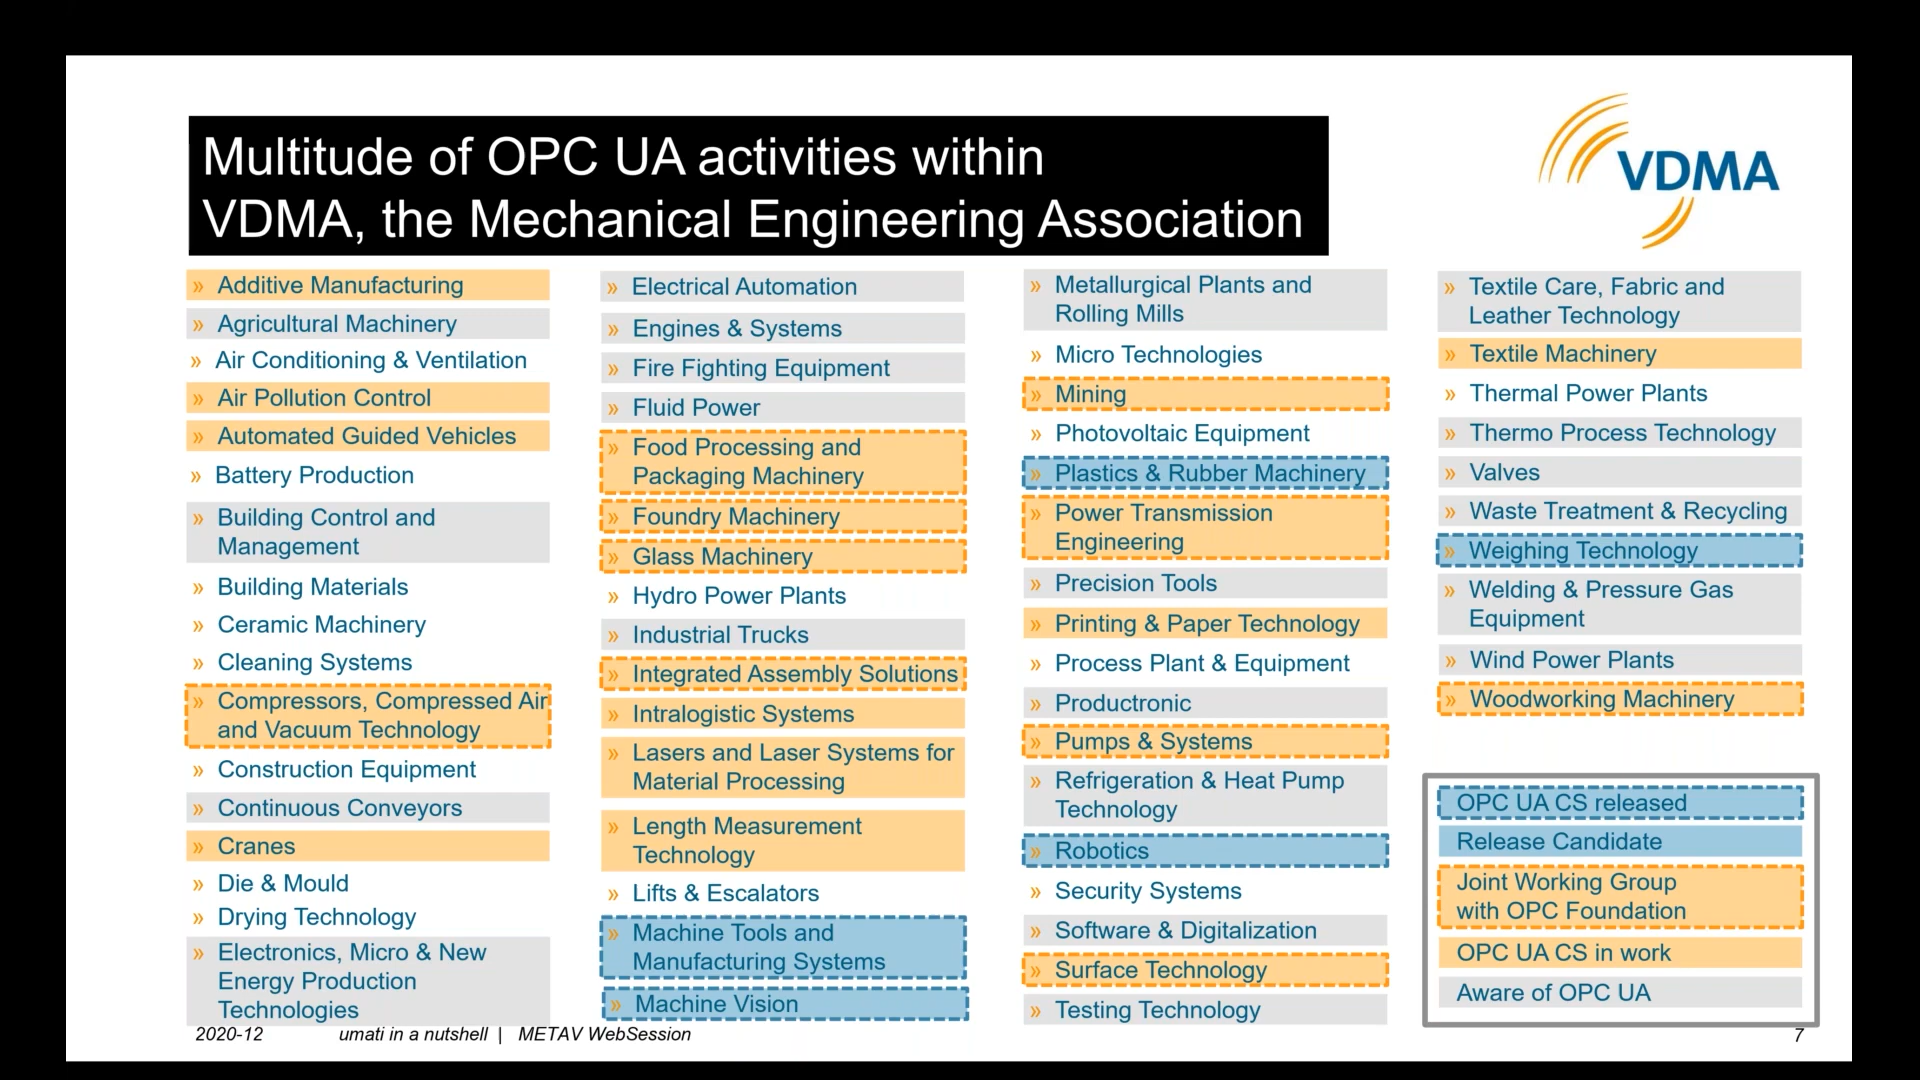 Multitude of OPC UA activities within
VDMA, the Mechanical Engineering Association
VDMA
» Additive Manufacturing
» Agricultural Machinery
» Air Conditioning & Ventilation
» Air Pollution Control
» Automated Guided Vehicles
» Battery Production
» Building Control and
Management
» Building Materials
» Ceramic Machinery
» Cleaning Systems
» Compressors, Compressed Air
and Vacuum Technology
» Construction Equipment
» Continuous Conveyors
» Cranes
» Die & Mould
» Drying Technology
» Electronics, Micro & New
Energy Production
Technologies
» Electrical Automation
» Engines & Systems
» Fire Fighting Equipment
» Fluid Power
» Food Processing and
Packaging Machinery
» Foundry Machinery
» Glass Machinery
» Hydro Power Plants
» Industrial Trucks
» Integrated Assembly Solutions
» Intralogistic Systems
» Lasers and Laser Systems for
Material Processing
» Length Measurement
Technology
» Lifts & Escalators
» Machine Tools and
Manufacturing Systems
» Machine Vision
» Metallurgical Plants and
Rolling Mills
» Micro Technologies
» Mining
» Photovoltaic Equipment
» Plastics & Rubber Machinery
» Power Transmission
Engineering
» Precision Tools
» Printing & Paper Technology
» Process Plant & Equipment
» Productronic
» Pumps & Systems
» Refrigeration & Heat Pump
Technology
» Robotics
» Security Systems
» Software & Digitalization
» Surface Technology
» Testing Technology
» Textile Care, Fabric and
Leather Technology
» Textile Machinery
» Thermal Power Plants
» Thermo Process Technology
» Valves
» Waste Treatment & Recycling
» Weighing Technology
» Welding & Pressure Gas
Equipment
» Wind Power Plants
» Woodworking Machinery
OPC UA CS released
Release Candidate
Joint Working Group
with OPC Foundation
OPC UA CS in work
Aware of OPC UA
2020-12 umati in a nutshell | METAV WebSession 7